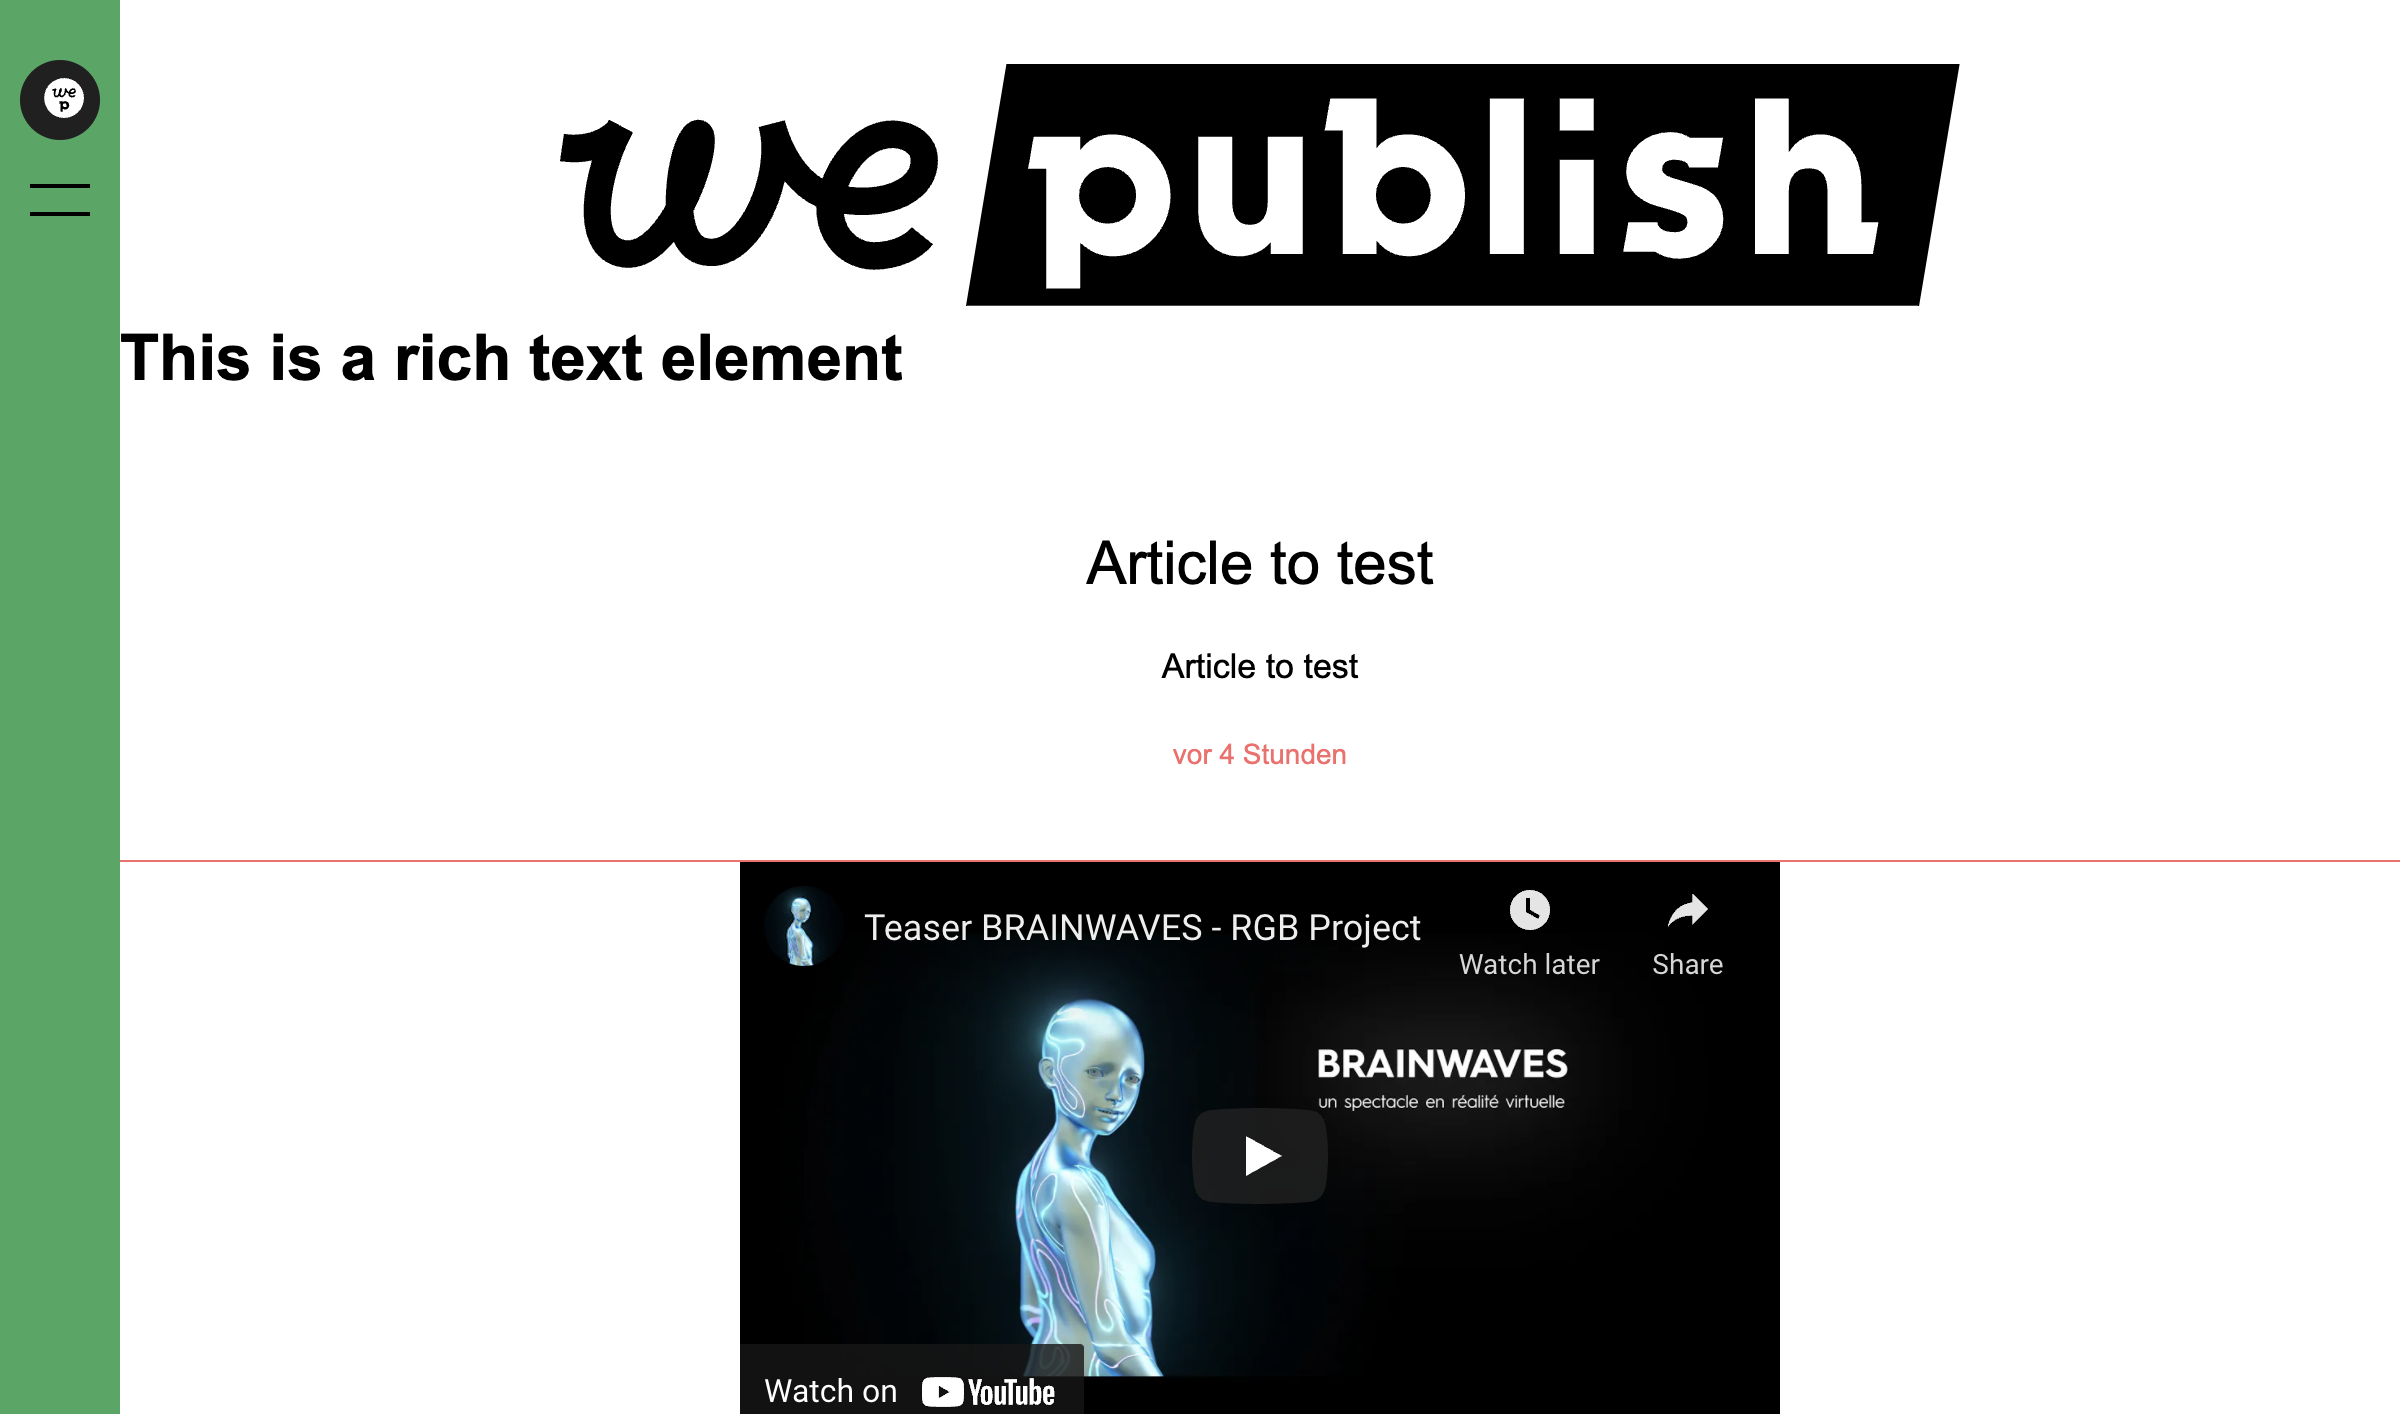 we
p
we publish
This is a rich text element
Article to test
Article to test
vor 4 Stunden
Teaser BRAINWAVES - RGB Project
Watch later
Share
BRAINWAVES
un spectacle en réalité virtuelle
Watch on YouTube